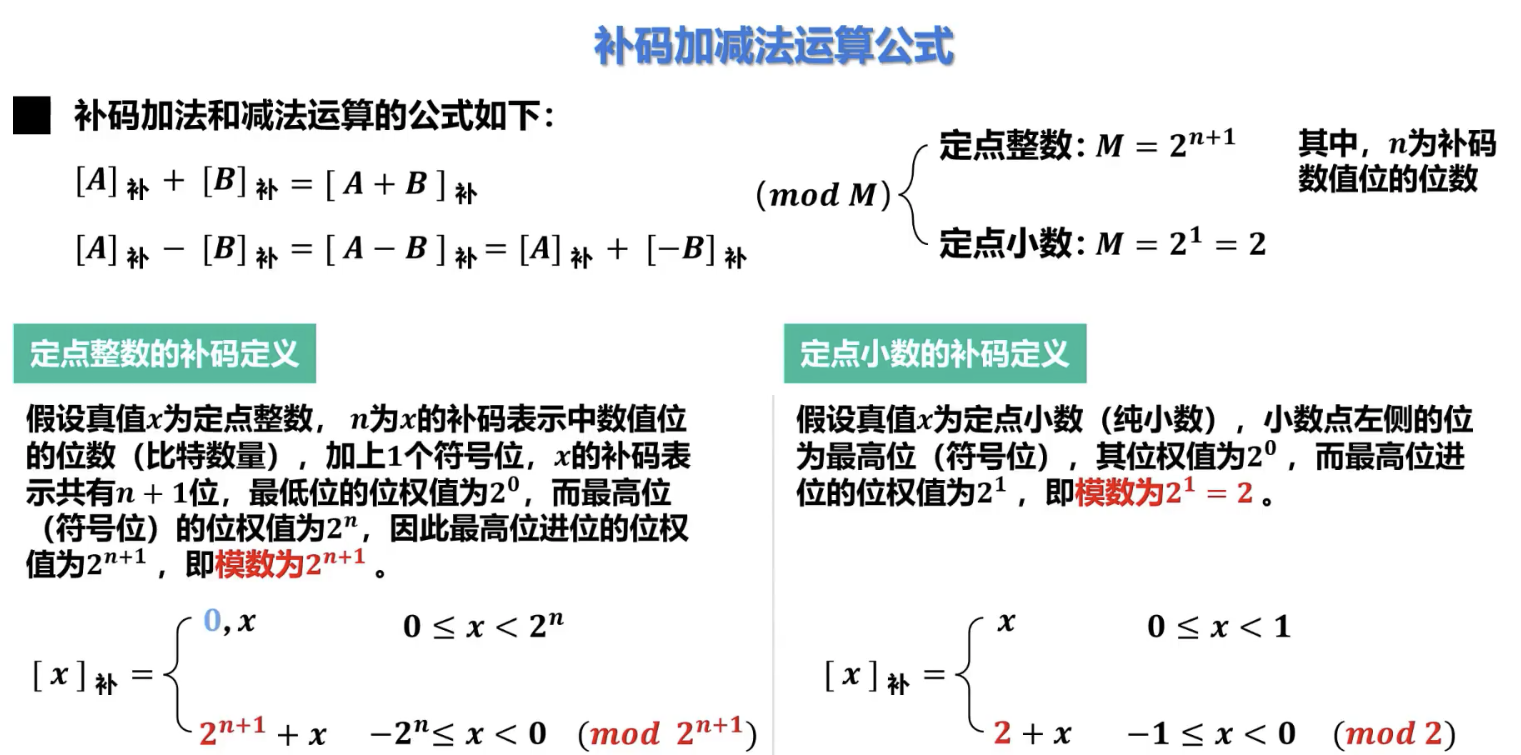 补码加减法运算公式
补码加法和减法运算的公式如下：
[A]补 + [B]补 = [ A + B ]补
[A]补 − [B]补 = [ A − B ]补 = [A]补 + [−B]补
(mod M)
定点整数: M = 2^{n+1}
定点小数: M = 2^1 = 2
其中，n为补码
数值位的位数
定点整数的补码定义
假设真值x为定点整数， n为x的补码表示中数值位
的位数（比特数量），加上1个符号位，x的补码表
示共有n + 1位，最低位的位权值为2^0，而最高位
（符号位）的位权值为2^n，因此最高位进位的位权
值为2^{n+1}，即模数为2^{n+1} 。
[ x ]补 =
0, x 0 ≤ x < 2^n
2^{n+1} + x −2^n ≤ x < 0 (mod 2^{n+1})
定点小数的补码定义
假设真值x为定点小数（纯小数），小数点左侧的位
为最高位（符号位），其位权值为2^0，而最高位进
位的位权值为2^1，即模数为2^1 = 2 。
[ x ]补 =
x 0 ≤ x < 1
2 + x −1 ≤ x < 0 (mod 2)